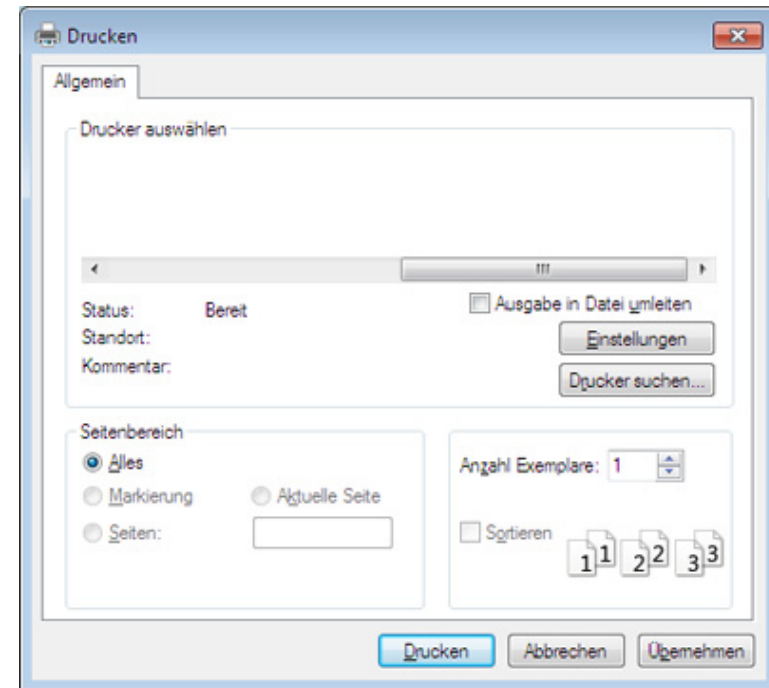 Drucken
Allgemein
Drucker auswählen
Status: Bereit
Ausgabe in Datei umleiten
Standort:
Einstellungen
Kommentar:
Drucker suchen...
Seitenbereich
Alles
Markierung
Aktuelle Seite
Seiten:
Anzahl Exemplare: 1
Sortieren
1 1 2 2 3 3
Drucken Abbrechen Übernehmen